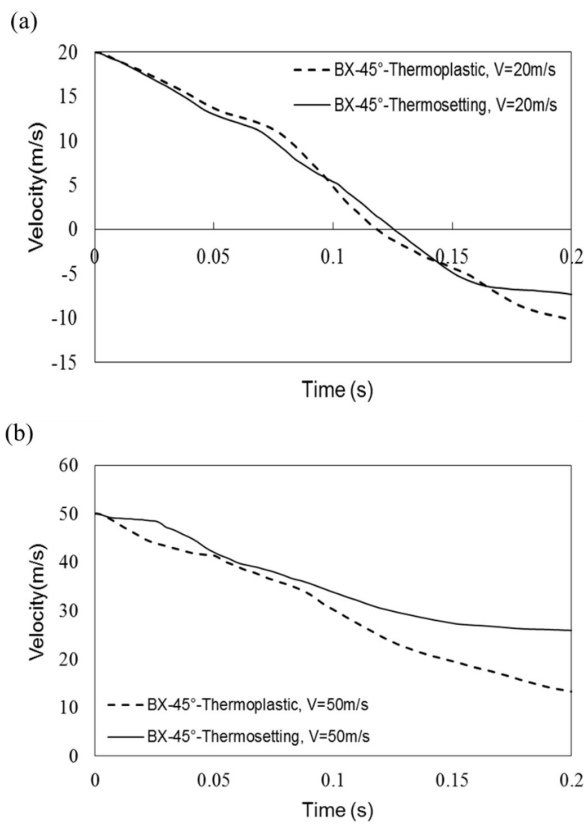 (a)
20
15
10
5
0
-5
-10
-15
0
0.05
0.1
0.15
0.2
Velocity(m/s)
Time (s)
BX-45°-Thermoplastic, V=20m/s
BX-45°-Thermosetting, V=20m/s
(b)
60
50
40
30
20
10
0
0
0.05
0.1
0.15
0.2
Velocity(m/s)
Time (s)
BX-45°-Thermoplastic, V=50m/s
BX-45°-Thermosetting, V=50m/s